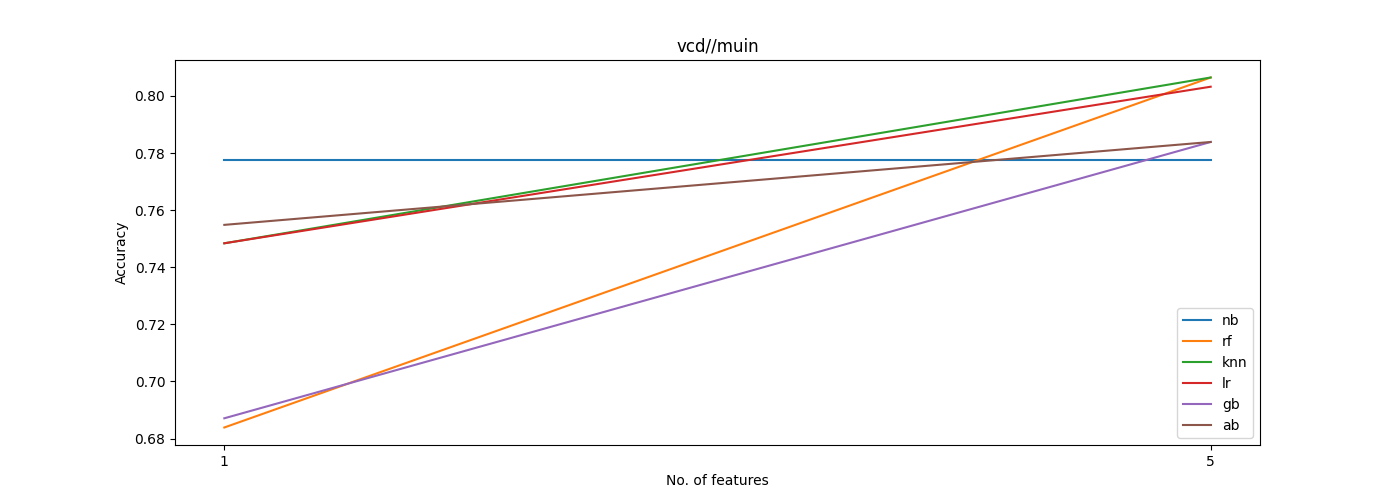 vcd//muin
Accuracy
0.80
0.78
0.76
0.74
0.72
0.70
0.68
1
5
No. of features
nb
rf
knn
lr
gb
ab